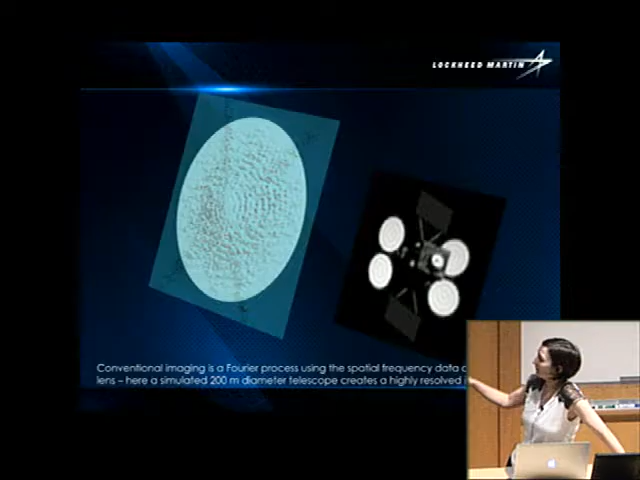 LOCKHEED MARTIN
Conventional imaging is a Fourier process using the spatial frequency data
lens – here a simulated 200 m diameter telescope creates a highly resolved